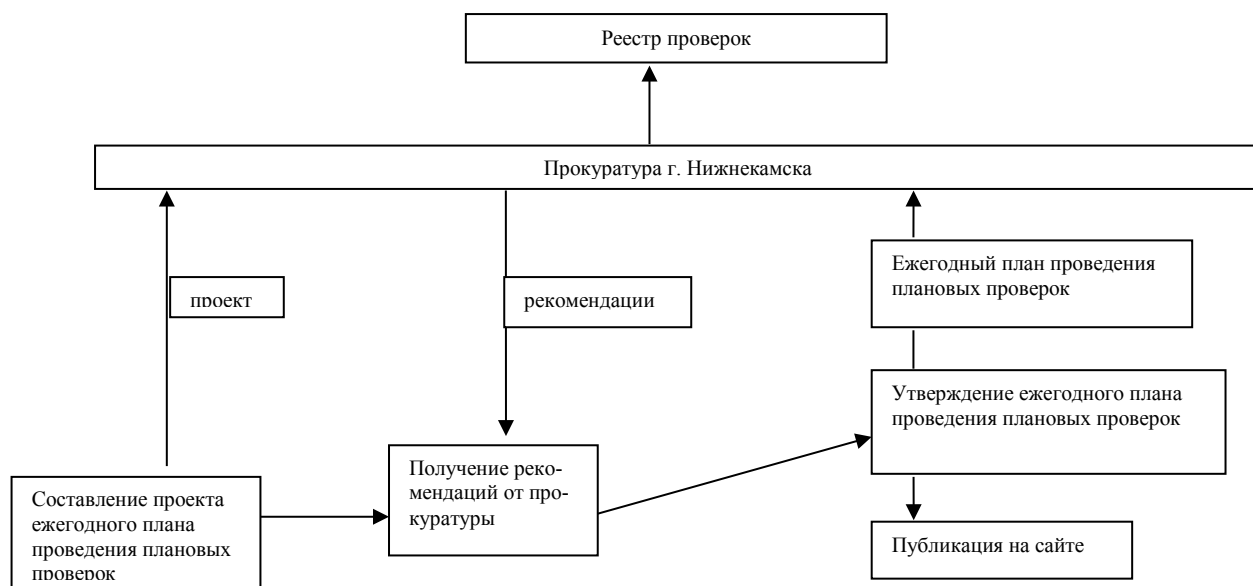 Реестр проверок
Прокуратура г. Нижнекамска
Ежегодный план проведения
плановых проверок
проект
рекомендации
Утверждение ежегодного плана
проведения плановых проверок
Получение реко-
мендаций от про-
куратуры
Составление проекта
ежегодного плана
проведения плановых
проверок
Публикация на сайте